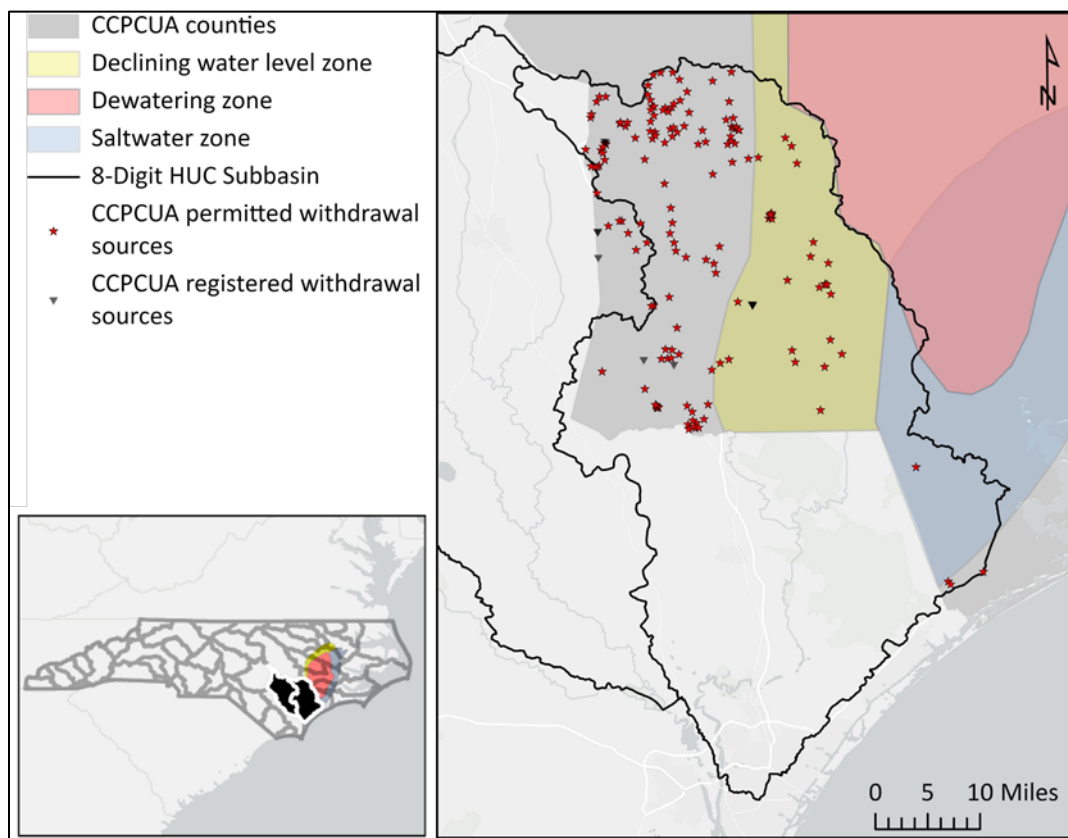 CCPCUA counties
Declining water level zone
Dewatering zone
Saltwater zone
8-Digit HUC Subbasin
CCPCUA permitted withdrawal
sources
CCPCUA registered withdrawal
sources
N
0 5 10 Miles